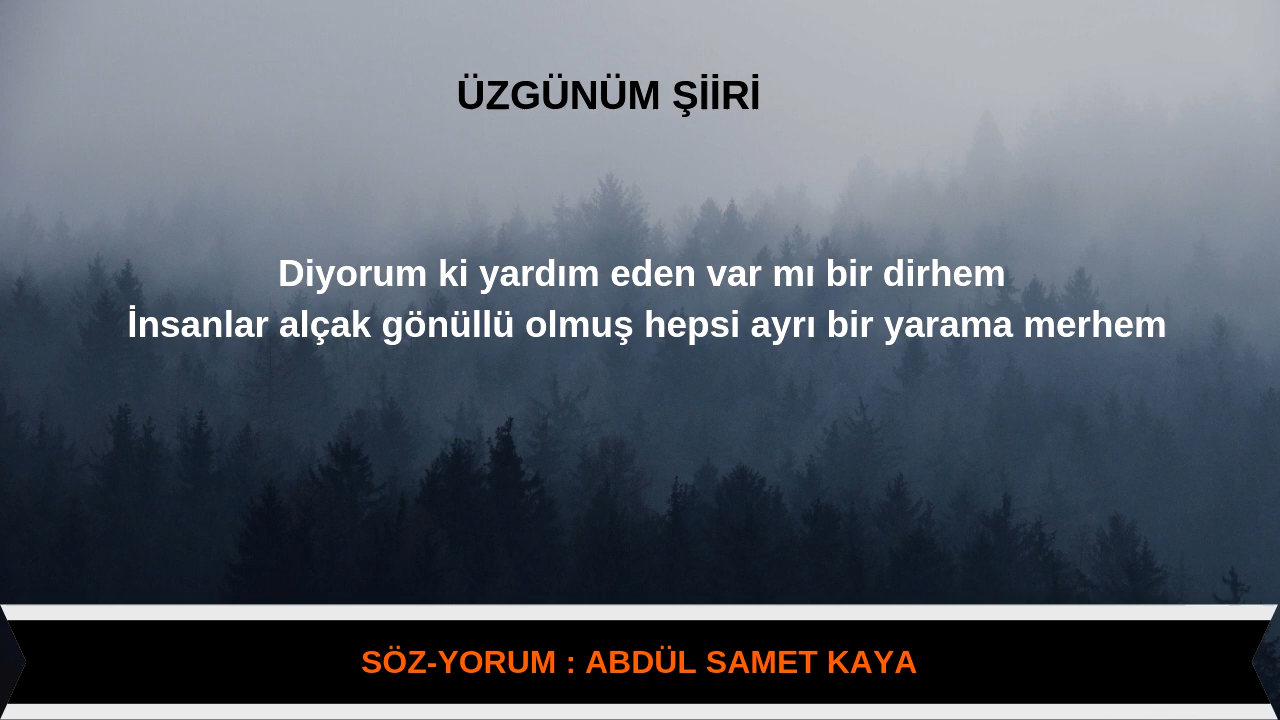 ÜZGÜNÜM ŞİİRİ
Diyorum ki yardım eden var mı bir dirhem
İnsanlar alçak gönüllü olmuş hepsi ayrı bir yarama merhem
SÖZ-YORUM : ABDÜL SAMET KAYA